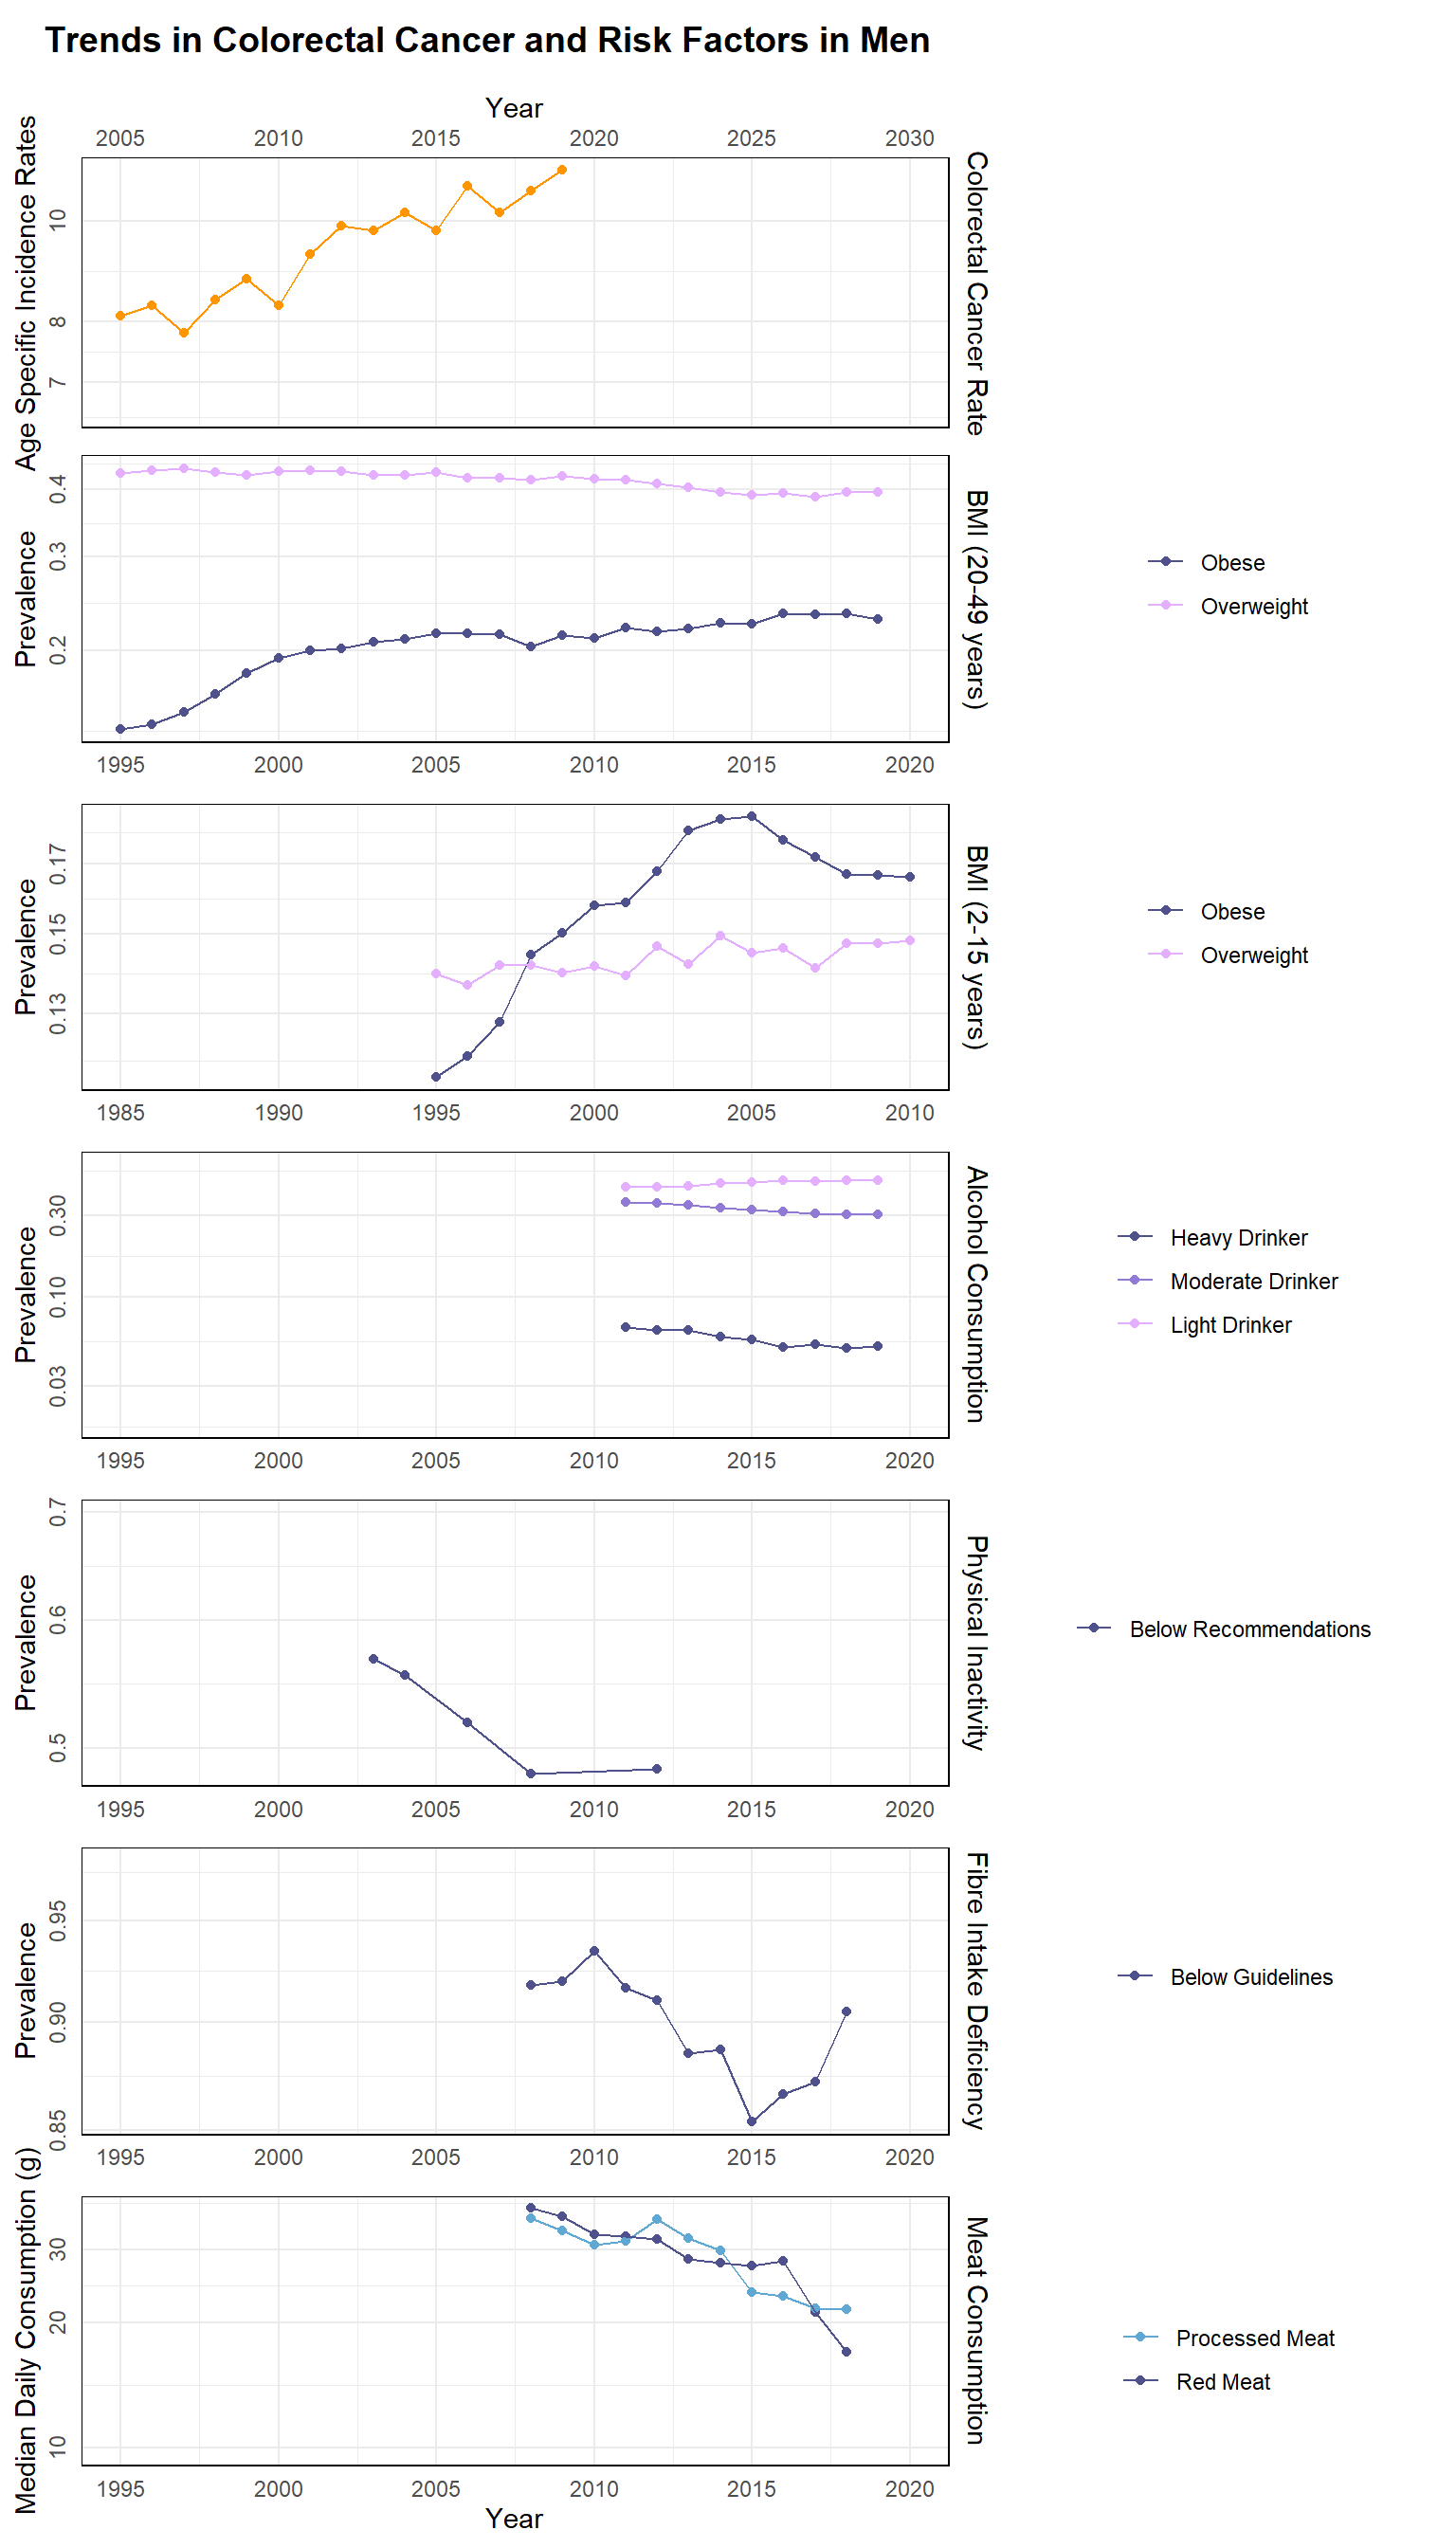 Trends in Colorectal Cancer and Risk Factors in Men
Year
2005 2010 2015 2020 2025 2030
Age Specific Incidence Rates
10
8
7
Colorectal Cancer Rate
Prevalence
0.4
0.3
0.2
BMI (20-49 years)
Obese
Overweight
1995 2000 2005 2010 2015 2020
Prevalence
0.17
0.15
0.13
BMI (2-15 years)
Obese
Overweight
1985 1990 1995 2000 2005 2010
Prevalence
0.30
0.10
0.03
Alcohol Consumption
Heavy Drinker
Moderate Drinker
Light Drinker
1995 2000 2005 2010 2015 2020
Prevalence
0.7
0.6
0.5
Physical Inactivity
Below Recommendations
1995 2000 2005 2010 2015 2020
Prevalence
0.95
0.90
0.85
Fibre Intake Deficiency
Below Guidelines
1995 2000 2005 2010 2015 2020
Median Daily Consumption (g)
30
20
10
Meat Consumption
Processed Meat
Red Meat
1995 2000 2005 2010 2015 2020
Year